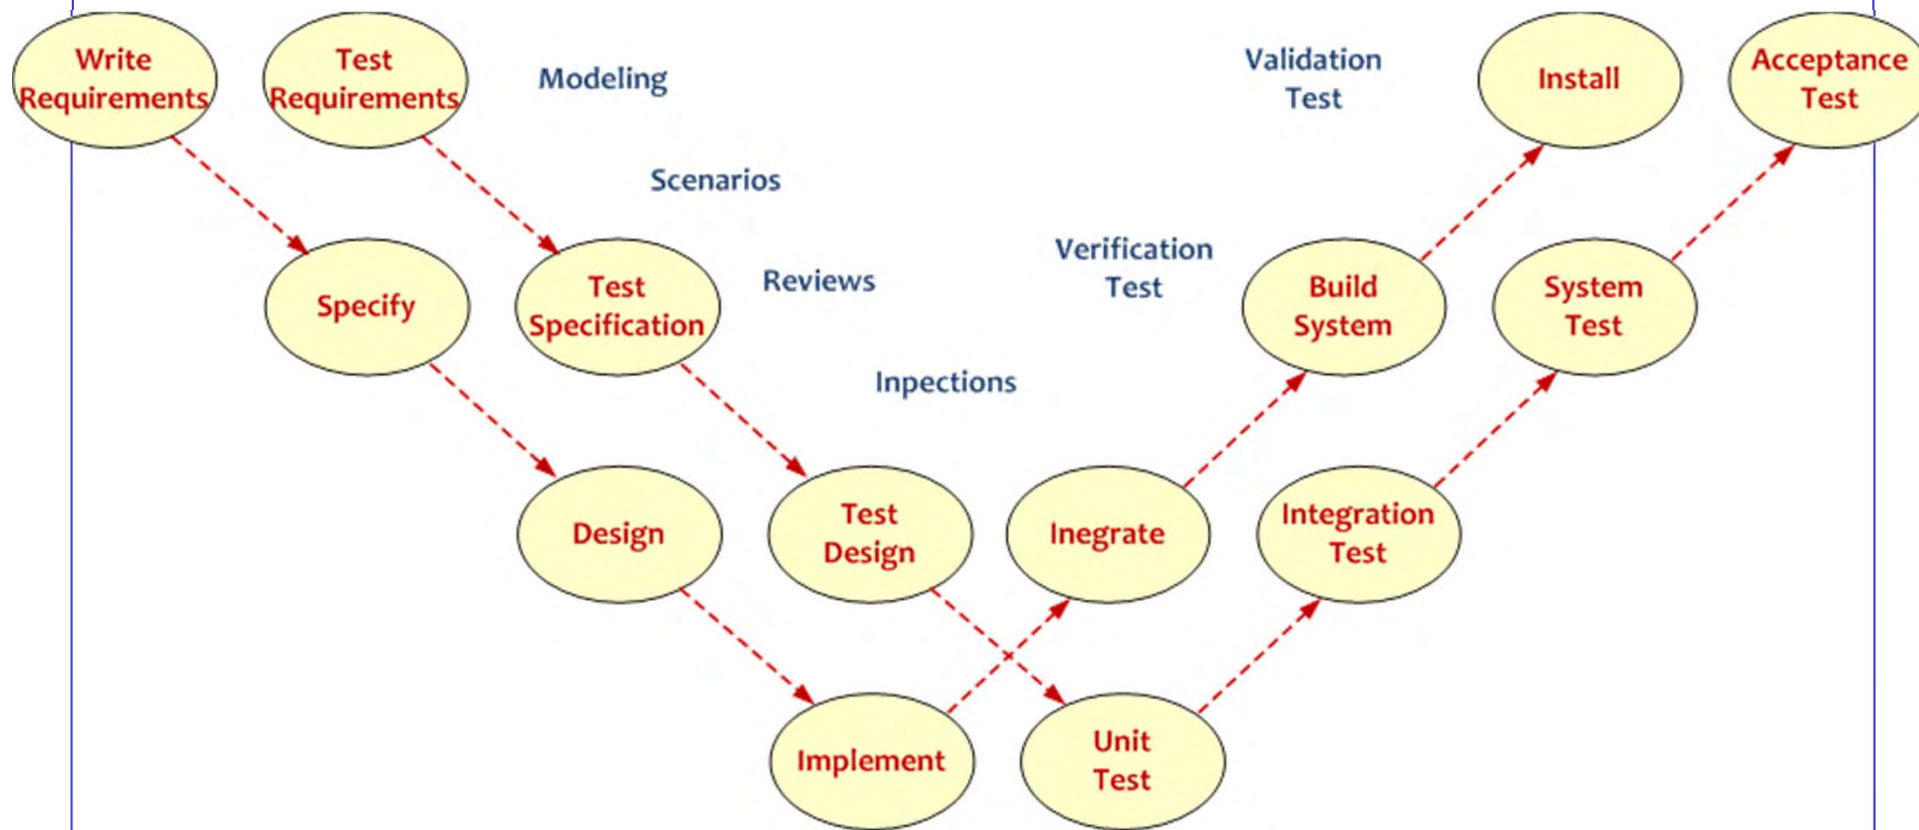 Write
Requirements
Test
Requirements
Modeling
Validation
Test
Install
Acceptance
Test
Scenarios
Specify
Test
Specification
Reviews
Verification
Test
Build
System
System
Test
Inpections
Design
Test
Design
Inegrate
Integration
Test
Implement
Unit
Test